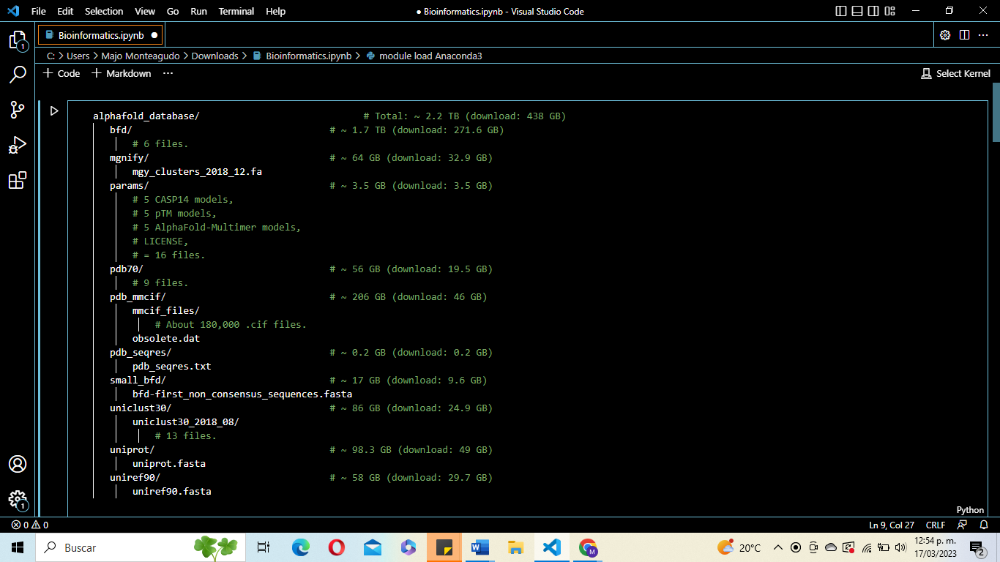 File Edit Selection View Go Run Terminal Help
● Bioinformatics.ipynb - Visual Studio Code
Bioinformatics.ipynb ●
C: > Users > Majo Monteagudo > Downloads > Bioinformatics.ipynb > module load Anaconda3
+ Code + Markdown ···
Select Kernel
alphafold_database/ # Total: ~ 2.2 TB (download: 438 GB)
bfd/ # ~ 1.7 TB (download: 271.6 GB)
# 6 files.
mgnify/ # ~ 64 GB (download: 32.9 GB)
mgy_clusters_2018_12.fa
params/ # ~ 3.5 GB (download: 3.5 GB)
# 5 CASP14 models,
# 5 pTM models,
# 5 AlphaFold-Multimer models,
# LICENSE,
# = 16 files.
pdb70/ # ~ 56 GB (download: 19.5 GB)
# 9 files.
pdb_mmcif/ # ~ 206 GB (download: 46 GB)
mmcif_files/
# About 180,000 .cif files.
obsolete.dat
pdb_seqres/ # ~ 0.2 GB (download: 0.2 GB)
pdb_seqres.txt
small_bfd/ # ~ 17 GB (download: 9.6 GB)
bfd-first_non_consensus_sequences.fasta
uniclust30/ # ~ 86 GB (download: 24.9 GB)
uniclust30_2018_08/
# 13 files.
uniprot/ # ~ 98.3 GB (download: 49 GB)
uniprot.fasta
uniref90/ # ~ 58 GB (download: 29.7 GB)
uniref90.fasta
Python
1
1
0 0
Ln 9, Col 27 CRLF
Buscar
M
20°C
12:54 p. m.
17/03/2023
2